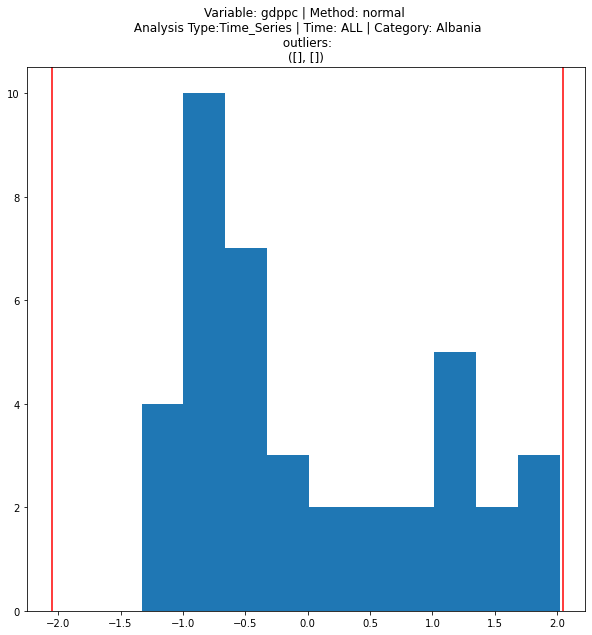 Variable: gdppc | Method: normal
Analysis Type:Time_Series | Time: ALL | Category: Albania
outliers:
([], [])
10
8
6
4
2
0
−2.0 −1.5 −1.0 −0.5 0.0 0.5 1.0 1.5 2.0